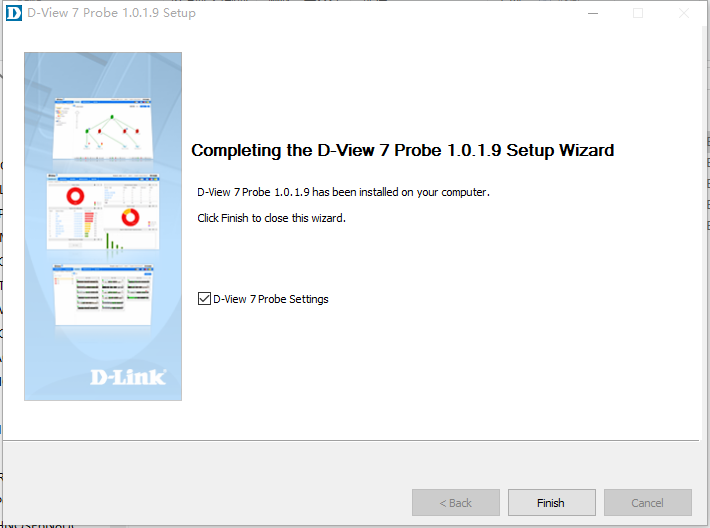 D-View 7 Probe 1.0.1.9 Setup
Completing the D-View 7 Probe 1.0.1.9 Setup Wizard
D-View 7 Probe 1.0.1.9 has been installed on your computer.
Click Finish to close this wizard.
D-View 7 Probe Settings
D-Link
< Back
Finish
Cancel